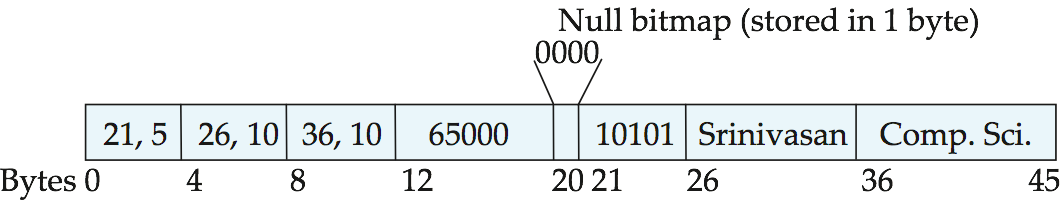 Null bitmap (stored in 1 byte)
0000
21, 5 26, 10 36, 10 65000 10101 Srinivasan Comp. Sci.
Bytes 0 4 8 12 20 21 26 36 45